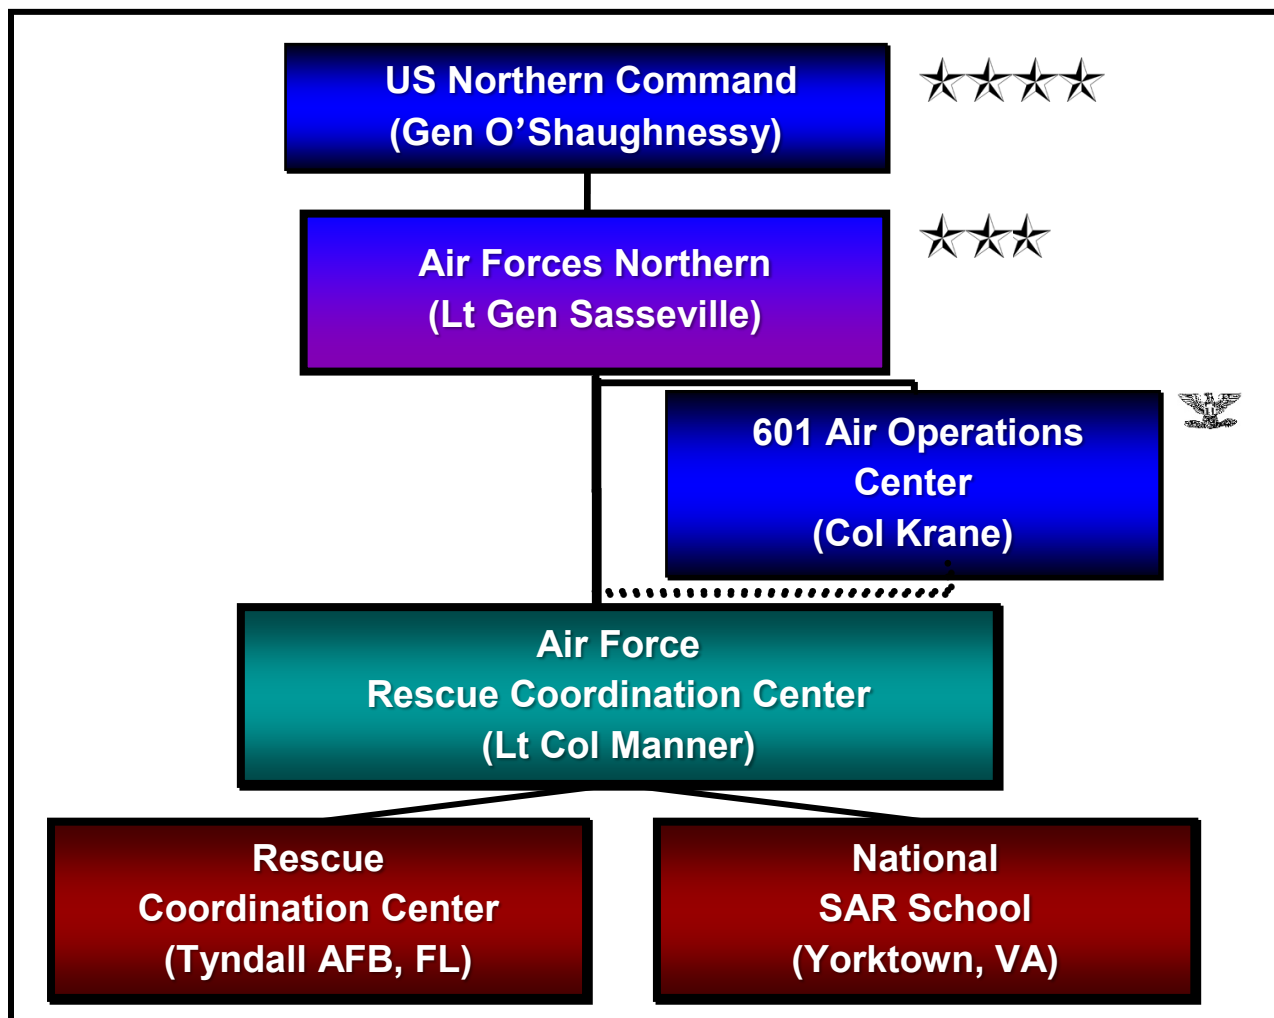 US Northern Command
(Gen O’Shaughnessy)
Air Forces Northern
(Lt Gen Sasseville)
601 Air Operations
Center
(Col Krane)
Air Force
Rescue Coordination Center
(Lt Col Manner)
Rescue
Coordination Center
(Tyndall AFB, FL)
National
SAR School
(Yorktown, VA)